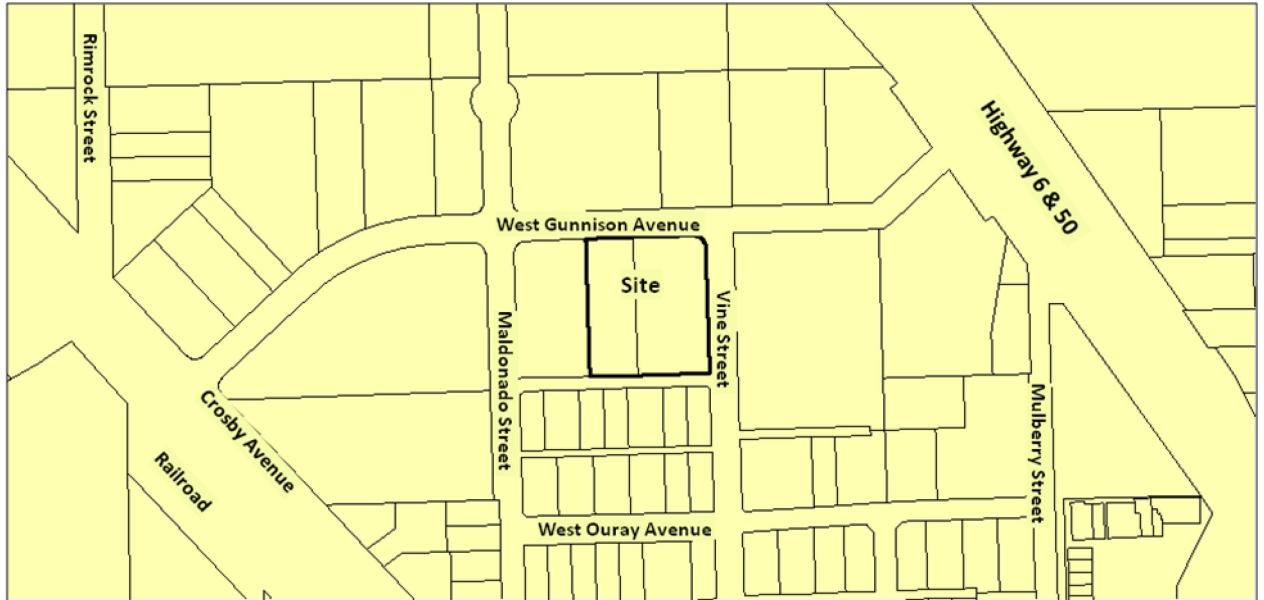 Rimrock Street
Highway 6 & 50
West Gunnison Avenue
Site
Vine Street
Maldonado Street
Crosby Avenue
Mulberry Street
Railroad
West Ouray Avenue